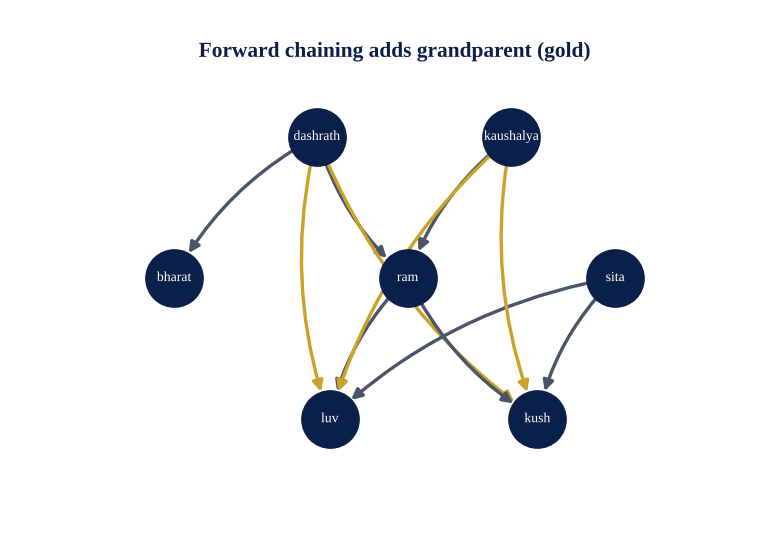 Forward chaining adds grandparent (gold)
dashrath
kaushalya
bharat
ram
sita
luv
kush